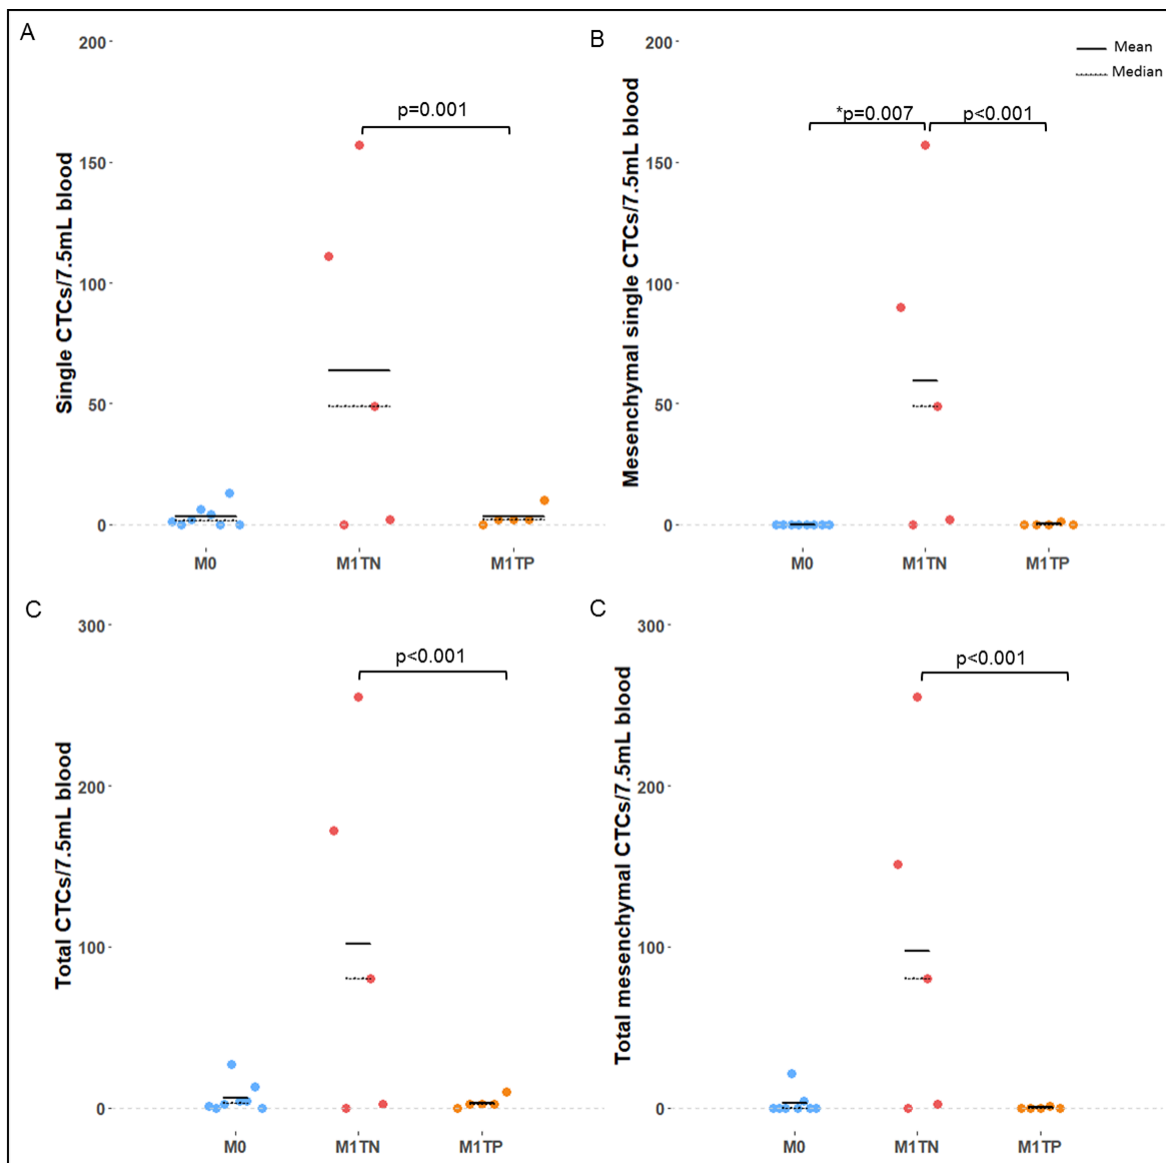 A
200
150
100
50
0
Single CTCs/7.5mL blood
p=0.001
M0
M1TN
M1TP
B
200
150
100
50
0
Mesenchymal single CTCs/7.5mL blood
Mean
Median
*p=0.007
p<0.001
M0
M1TN
M1TP
C
300
200
100
0
Total CTCs/7.5mL blood
p<0.001
M0
M1TN
M1TP
C
300
200
100
0
Total mesenchymal CTCs/7.5mL blood
p<0.001
M0
M1TN
M1TP